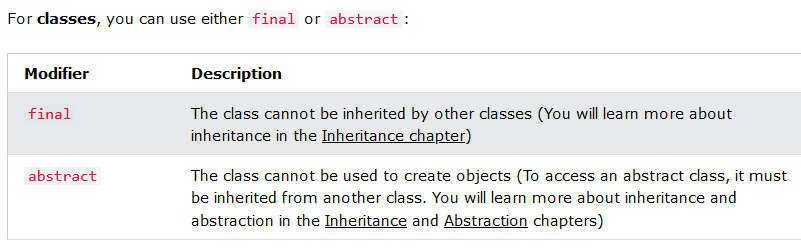 For classes, you can use either final or abstract:
Modifier Description
final The class cannot be inherited by other classes (You will learn more about
inheritance in the Inheritance chapter)
abstract The class cannot be used to create objects (To access an abstract class, it must
be inherited from another class. You will learn more about inheritance and
abstraction in the Inheritance and Abstraction chapters)